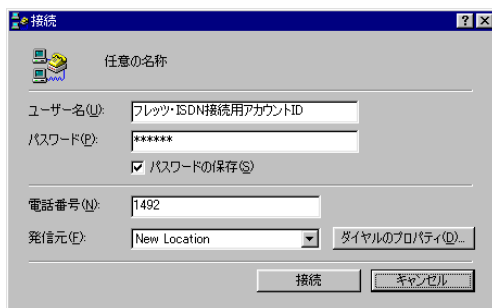 接続
任意の名称
ユーザー名(U): フレッツ・ISDN接続用アカウントID
パスワード(P): ******
パスワードの保存(S)
電話番号(N): 1492
発信元(F): New Location ダイヤルのプロパティ(D)...
接続 キャンセル